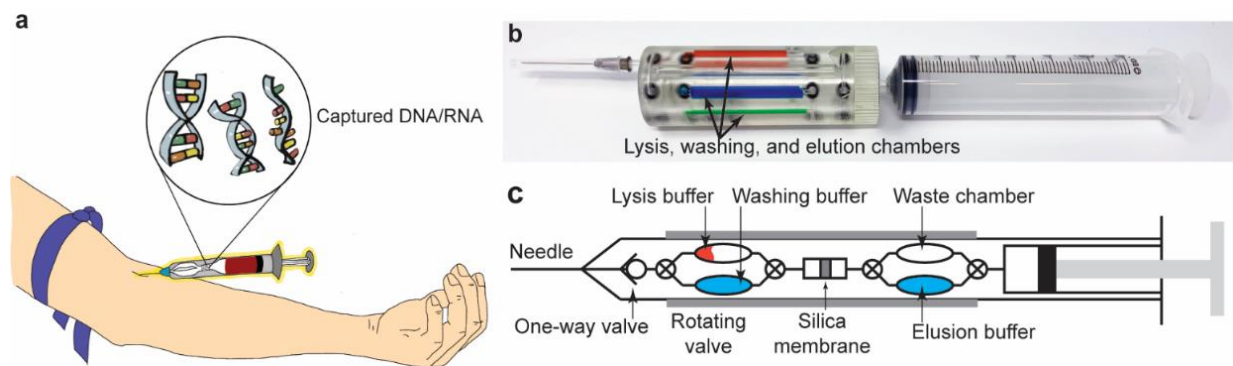 a
Captured DNA/RNA
b
Lysis, washing, and elution chambers
c
Lysis buffer
Washing buffer
Waste chamber
Needle
One-way valve
Rotating
valve
Silica
membrane
Elusion buffer